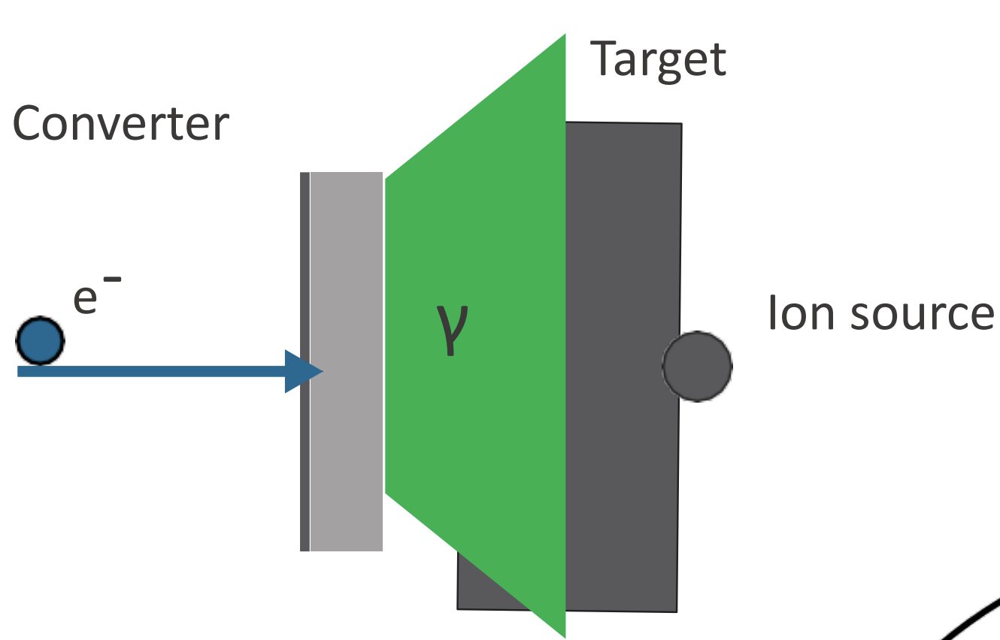 Target
Converter
e⁻
γ
Ion source